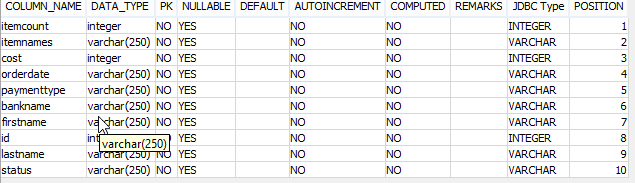 COLUMN_NAME DATA_TYPE PK NULLABLE DEFAULT AUTOINCREMENT COMPUTED REMARKS JDBC Type POSITION
itemcount integer NO YES NO NO INTEGER 1
itemnames varchar(250) NO YES NO NO VARCHAR 2
cost integer NO YES NO NO INTEGER 3
orderdate varchar(250) NO YES NO NO VARCHAR 4
paymenttype varchar(250) NO YES NO NO VARCHAR 5
bankname varchar(250) NO YES NO NO VARCHAR 6
firstname varchar(250) NO YES NO NO VARCHAR 7
id NO YES NO NO INTEGER 8
varchar(250)
lastname varchar(250) NO YES NO NO VARCHAR 9
status varchar(250) NO YES NO NO VARCHAR 10